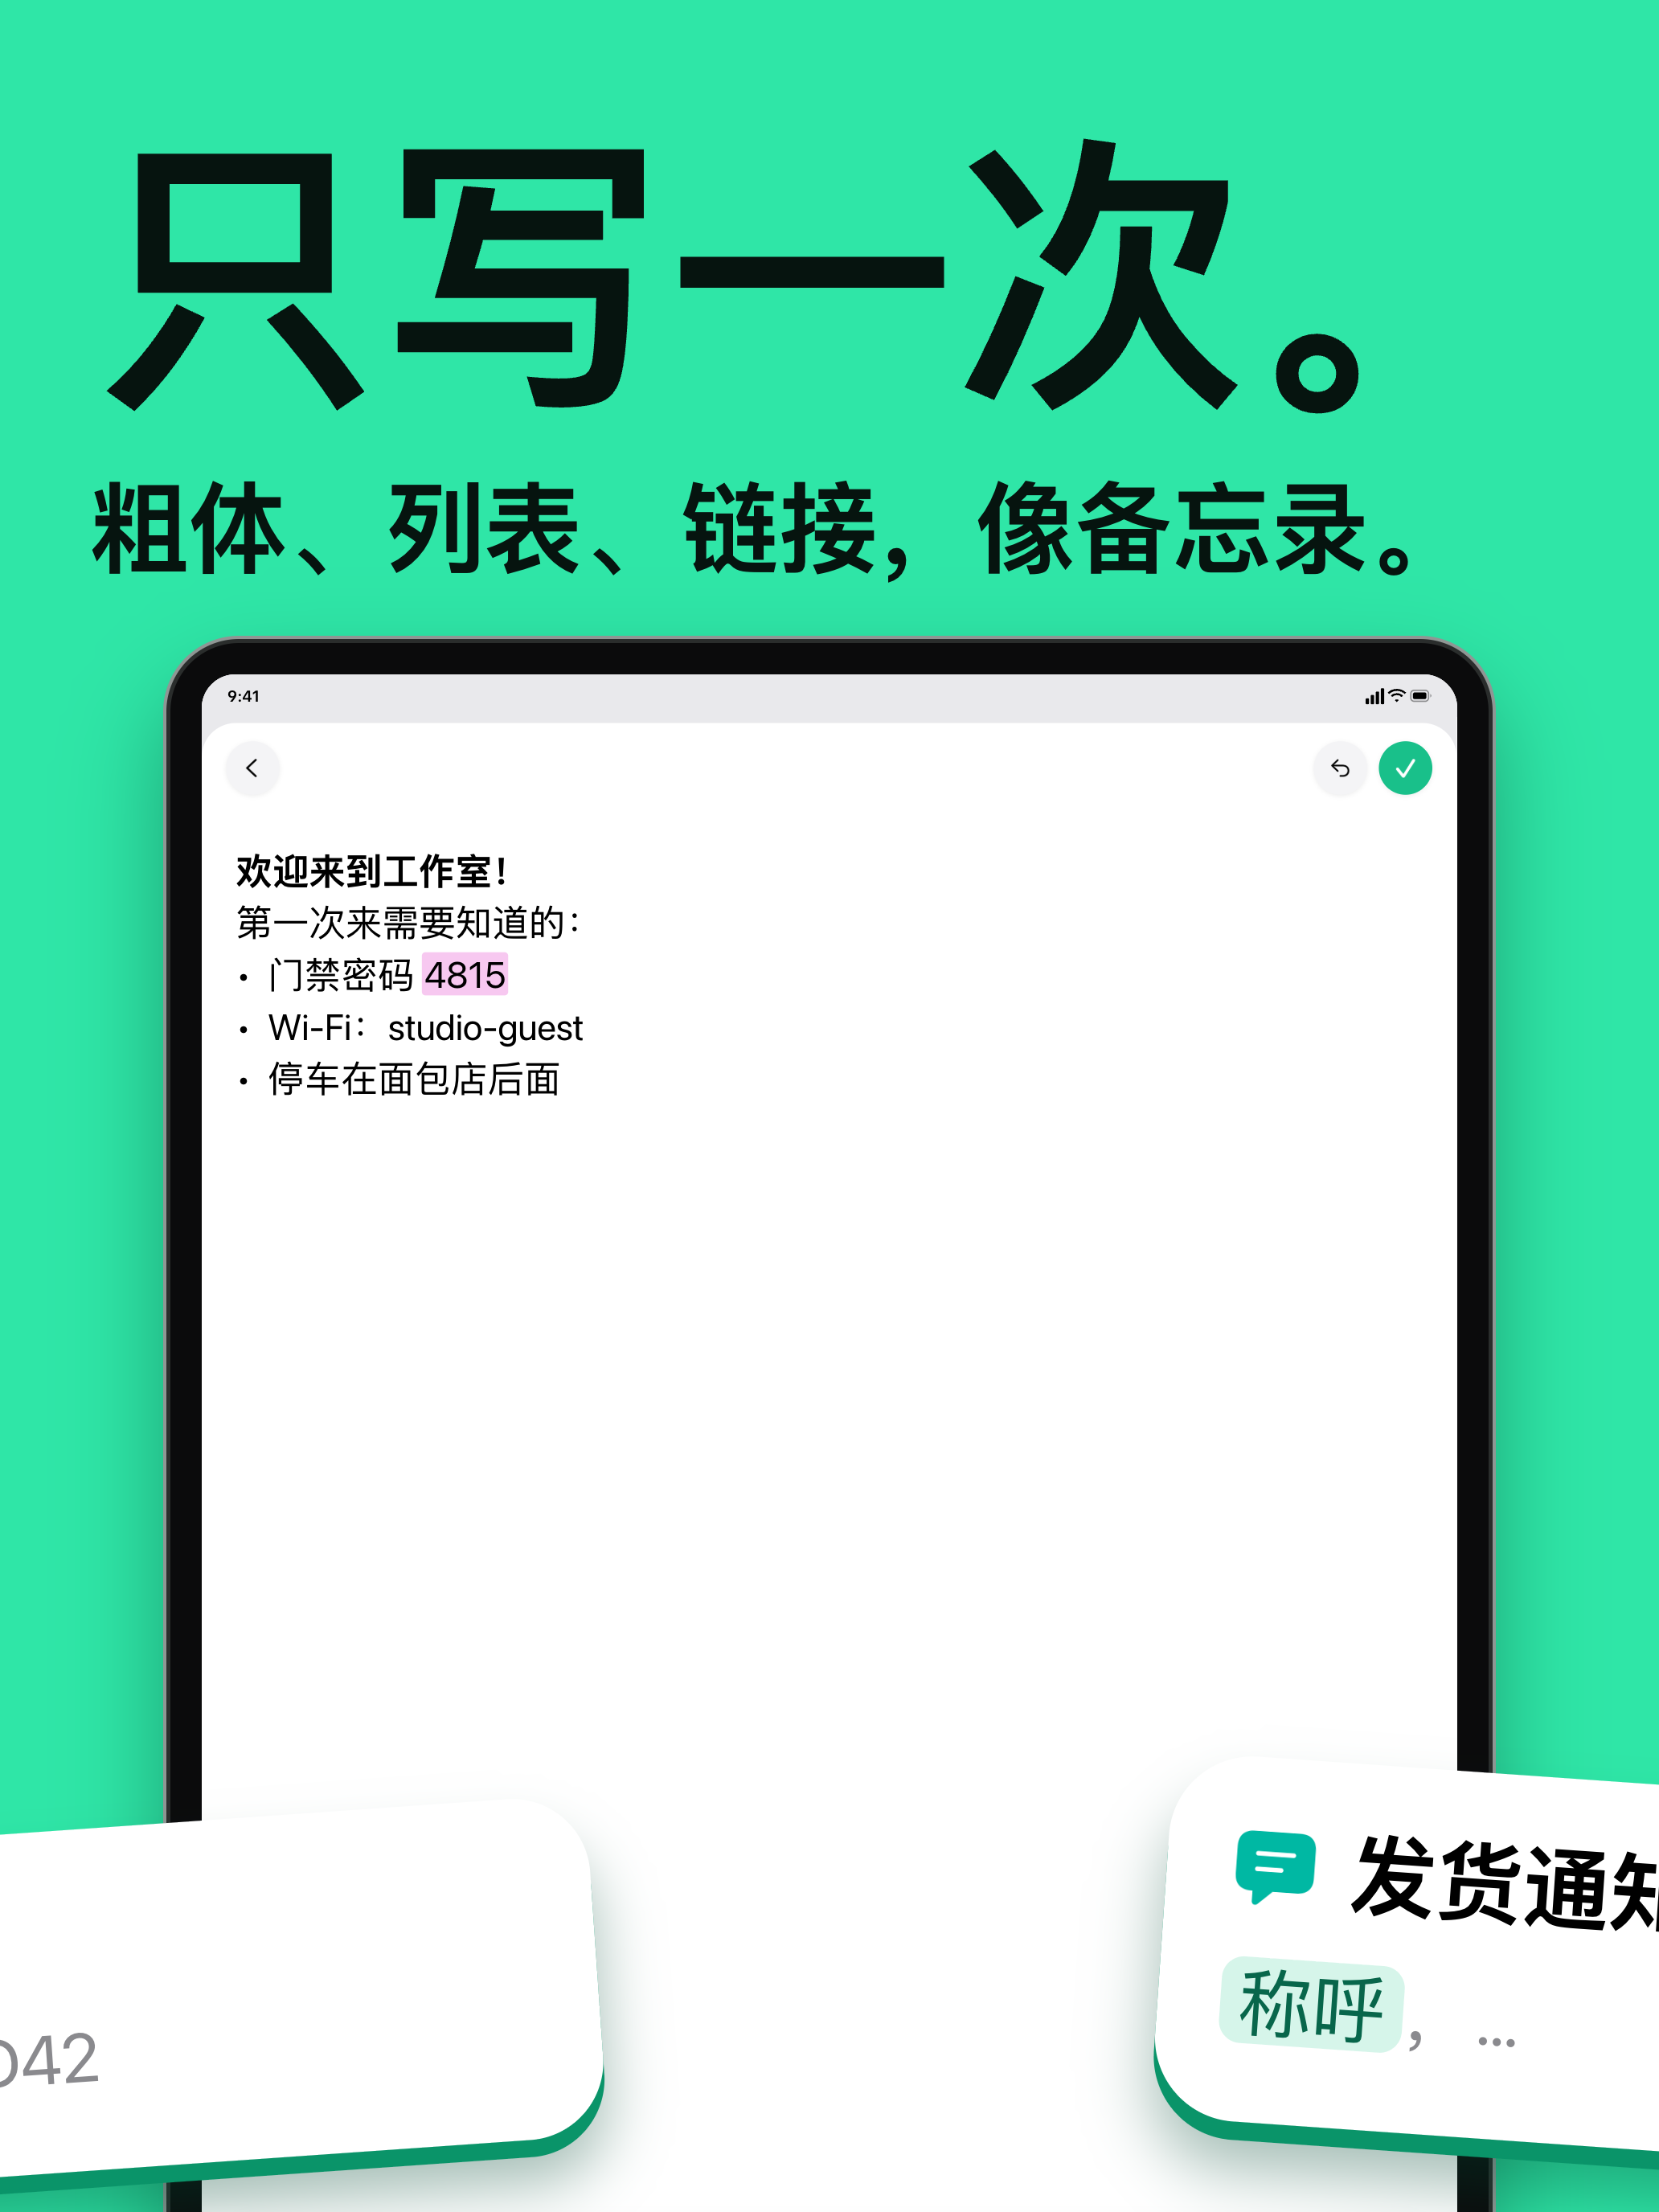 只写一次。
粗体、列表、链接，像备忘录。
9:41
欢迎来到工作室！
第一次来需要知道的：
• 门禁密码 4815
• Wi-Fi： studio-guest
• 停车在面包店后面
发货通知
称呼， …
042